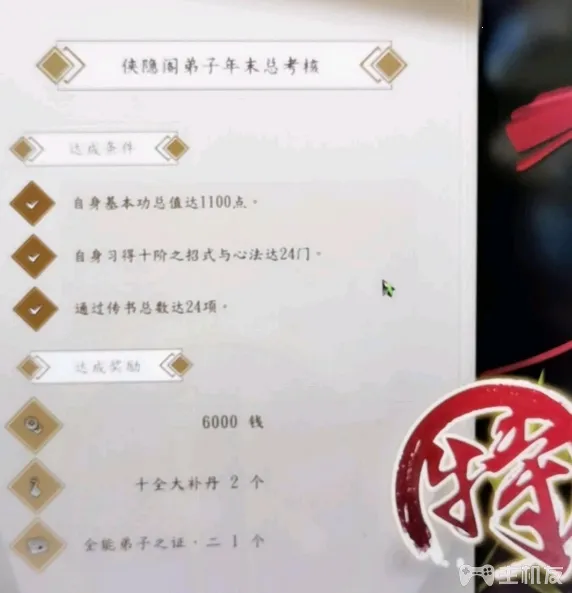 侠隐阁弟子年末总考核
达成条件
自身基本功总值达1100点。
自身习得十阶之招式与心法达24门。
通过传书总数达24项。
达成奖励
6000 钱
十全大补丹 2 个
全能弟子之证·二 1 个